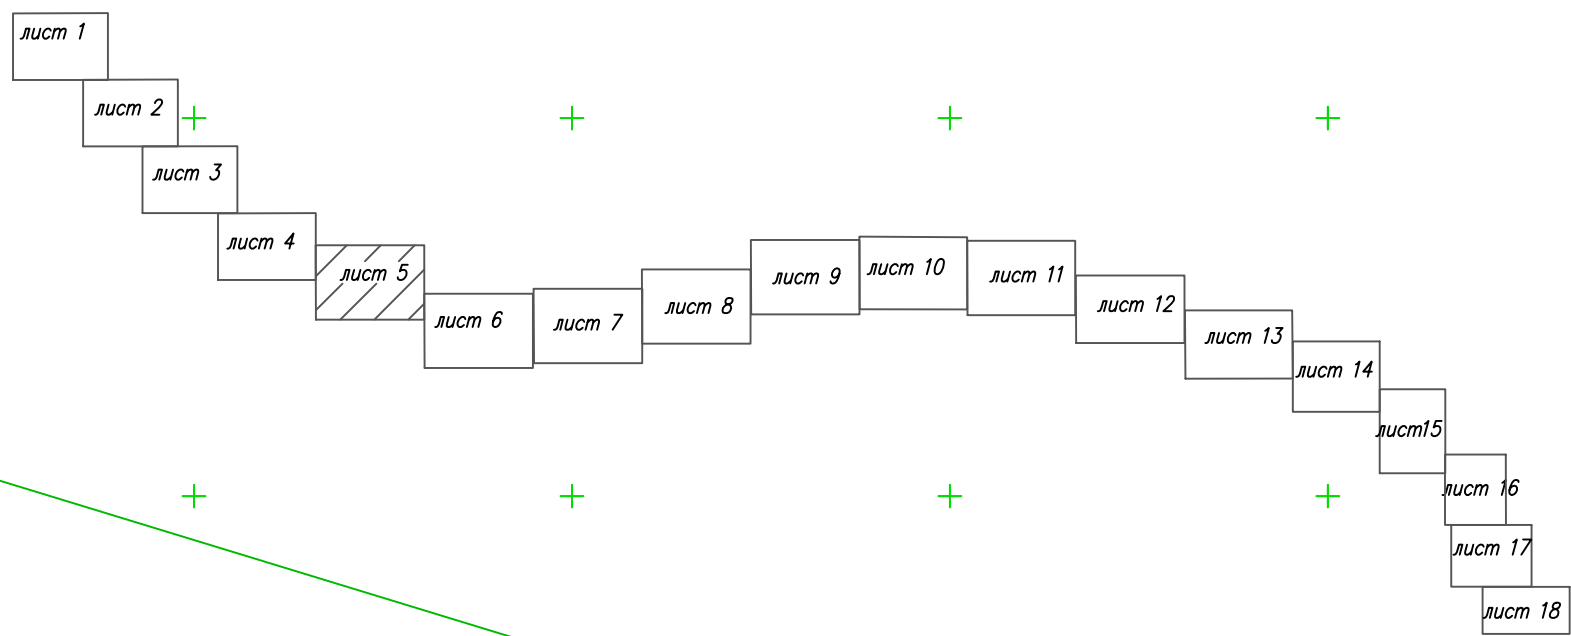 лист 1
лист 2
лист 3
лист 4
лист 5
лист 6
лист 7
лист 8
лист 9
лист 10
лист 11
лист 12
лист 13
лист 14
лист15
лист 16
лист 17
лист 18